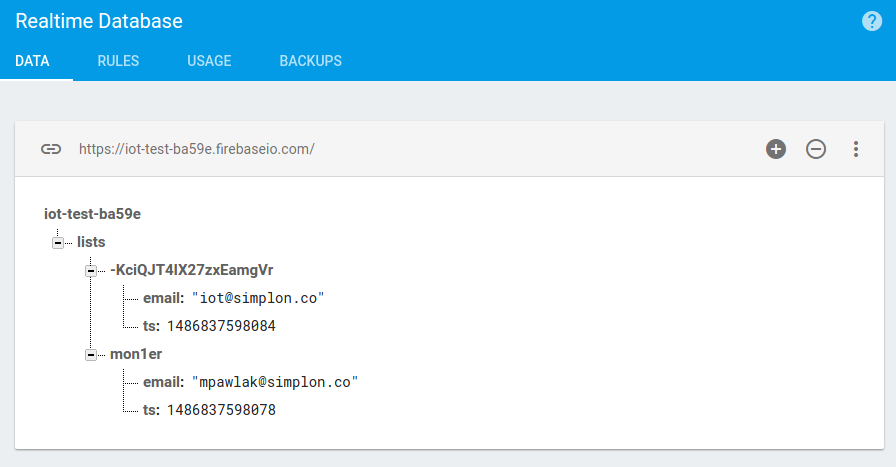 Realtime Database
?
DATA RULES USAGE BACKUPS
https://iot-test-ba59e.firebaseio.com/
iot-test-ba59e
lists
-KciQJT4IX27zxEamgVr
email: "iot@simplon.co"
ts: 1486837598084
mon1er
email: "mpawlak@simplon.co"
ts: 1486837598078